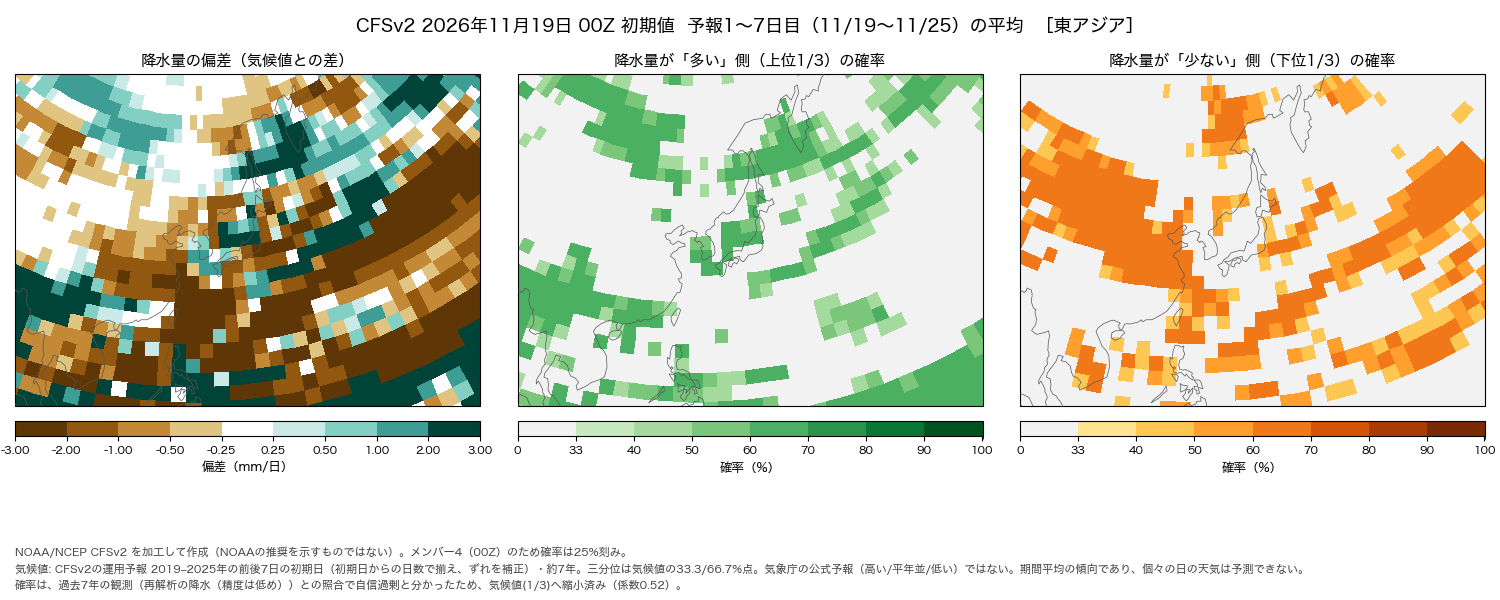 CFSv2 2026年11月19日 00Z 初期値 予報1〜7日目（11/19〜11/25）の平均 ［東アジア］
降水量の偏差（気候値との差）
降水量が「多い」側（上位1/3）の確率
降水量が「少ない」側（下位1/3）の確率
-3.00 -2.00 -1.00 -0.50 -0.25 0.25 0.50 1.00 2.00 3.00
偏差（mm/日）
0 33 40 50 60 70 80 90 100
確率（%）
0 33 40 50 60 70 80 90 100
確率（%）
NOAA/NCEP CFSv2 を加工して作成（NOAAの推奨を示すものではない）。メンバー4（00Z）のため確率は25%刻み。
気候値: CFSv2の運用予報 2019–2025年の前後7日の初期日（初期日からの日数で揃え、ずれを補正）・約7年。三分位は気候値の33.3/66.7%点。気象庁の公式予報（高い/平年並/低い）ではない。期間平均の傾向であり、個々の日の天気は予測できない。
確率は、過去7年の観測（再解析の降水（精度は低め））との照合で自信過剰と分かったため、気候値(1/3)へ縮小済み（係数0.52）。